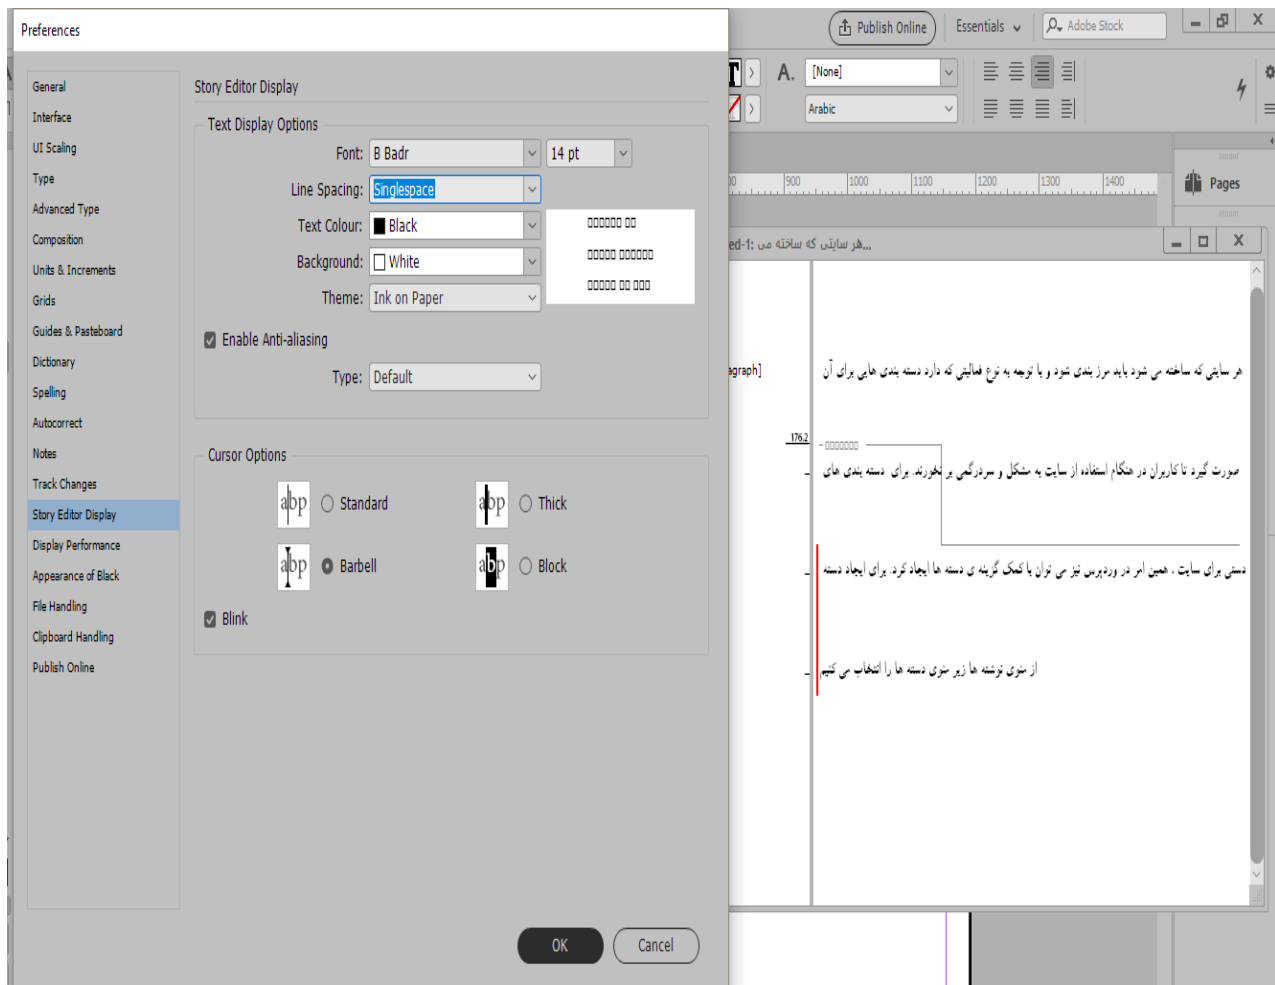 Preferences
Publish Online
Essentials
Adobe Stock
General
Interface
UI Scaling
Type
Advanced Type
Composition
Units & Increments
Grids
Guides & Pasteboard
Dictionary
Spelling
Autocorrect
Notes
Track Changes
Story Editor Display
Display Performance
Appearance of Black
File Handling
Clipboard Handling
Publish Online
Story Editor Display
Text Display Options
Font: B Badr 14 pt
Line Spacing: Singlespace
Text Colour: Black
Background: White
Theme: Ink on Paper
Enable Anti-aliasing
Type: Default
Cursor Options
abp Standard
abp Thick
abp Barbell
abp Block
Blink
OK
Cancel
A. [None]
Arabic
900 1000 1100 1200 1300 1400
Pages
ed-1: هر سایتی که ساخته می...
agraph]
هر سایتی که ساخته می شود باید مرز بندی شود و با توجه به نوع فعالیتی که دارد دسته بندی هایی برای آن
176.2
صورت گیرد تا کاربران در هنگام استفاده از سایت به مشکل و سردرگمی بر نخورند. برای دسته بندی های
دستی برای سایت ، همین امر در وردپرس نیز می توان با کمک گزینه ی دسته ها ایجاد کرد. برای ایجاد دسته
از منوی نوشته ها زیر منوی دسته ها را انتخاب می کنیم